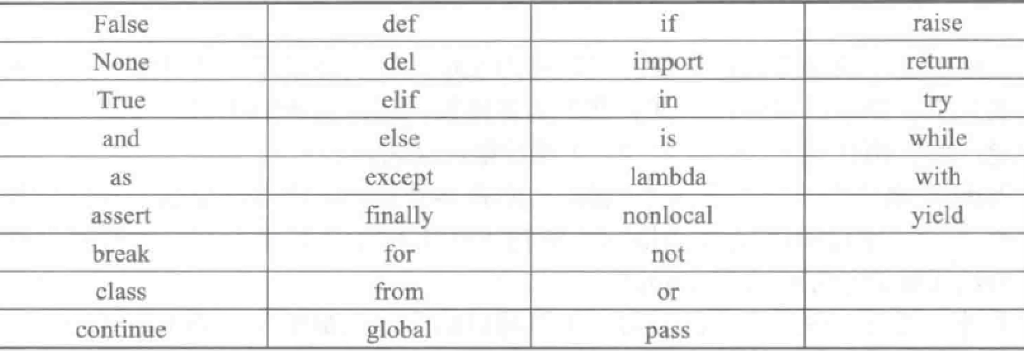 False def if raise
None del import return
True elif in try
and else is while
as except lambda with
assert finally nonlocal yield
break for not
class from or
continue global pass